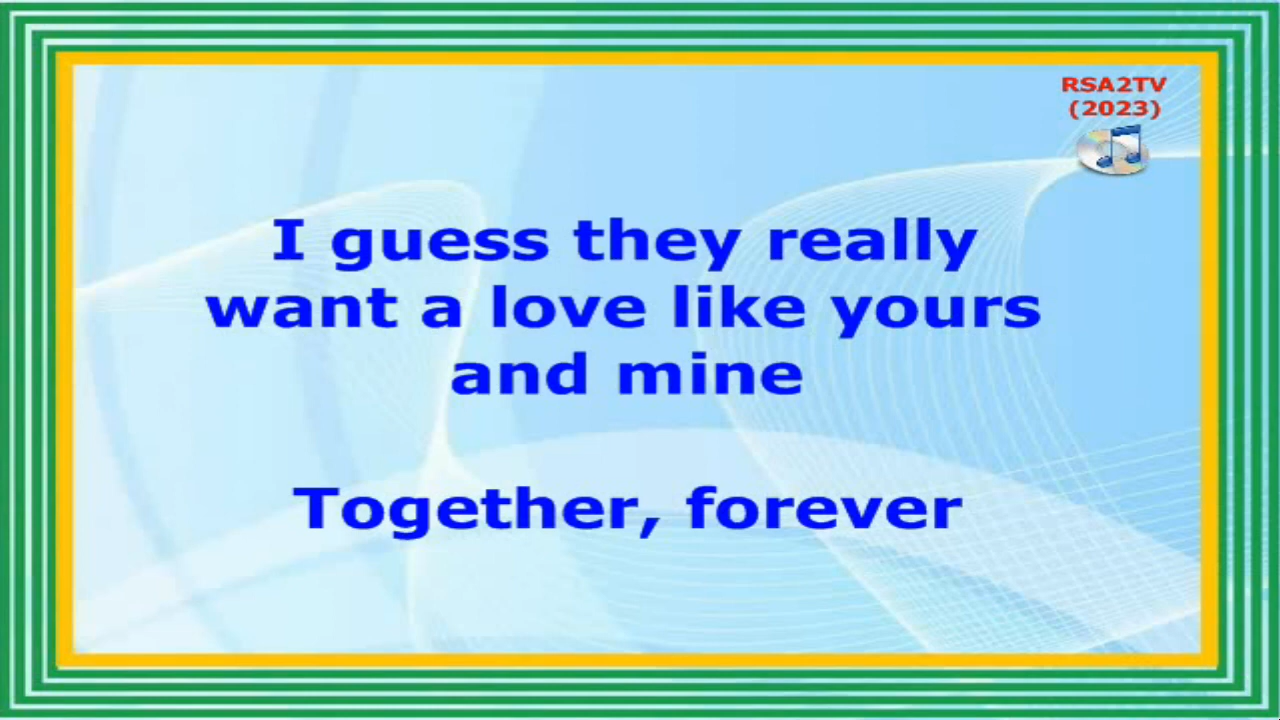 RSA2TV
(2023)
I guess they really
want a love like yours
and mine
Together, forever